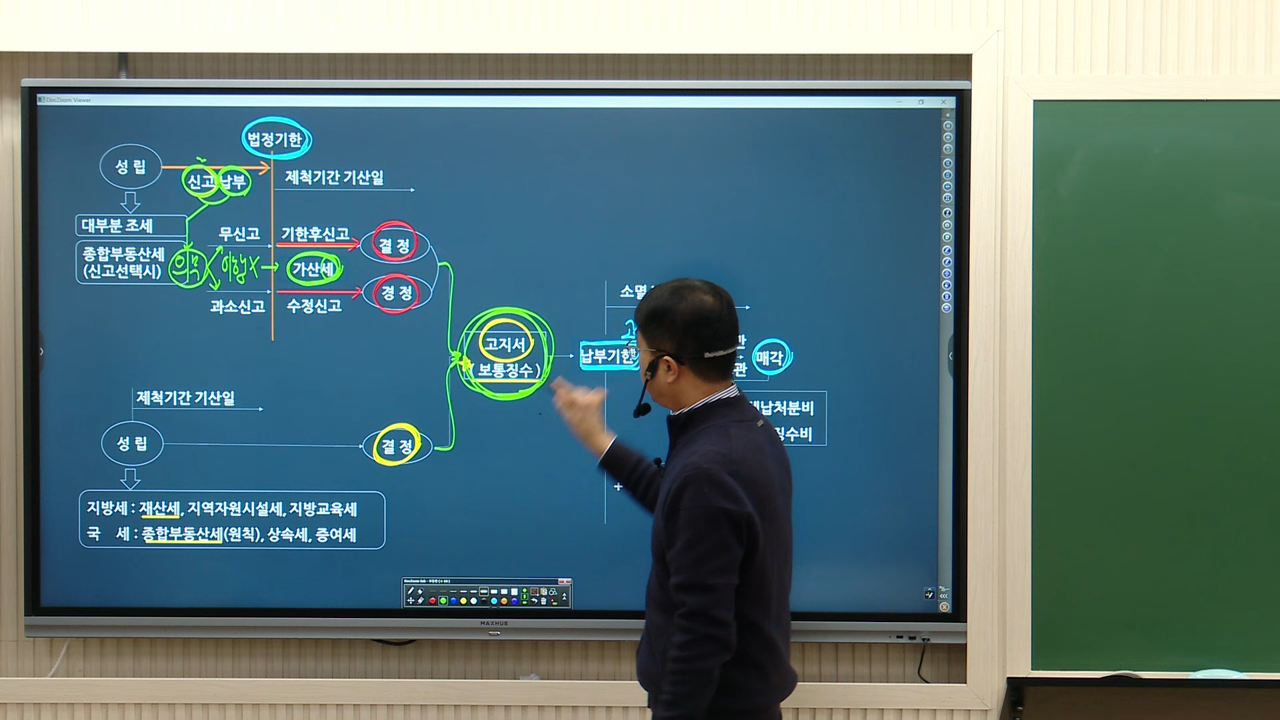 DocZoom Viewer
법정기한
성 립
신고납부
제척기간 기산일
대부분 조세
무신고
기한후신고
결 정
종합부동산세
(신고선택시)
의무
이행X
가산세
경 정
과소신고
수정신고
소멸
고지서
(보통징수)
납부기한
매각
제척기간 기산일
납처분비
징수비
성 립
결 정
+
지방세 : 재산세, 지역자원시설세, 지방교육세
국 세 : 종합부동산세(원칙), 상속세, 증여세
MAXHUB